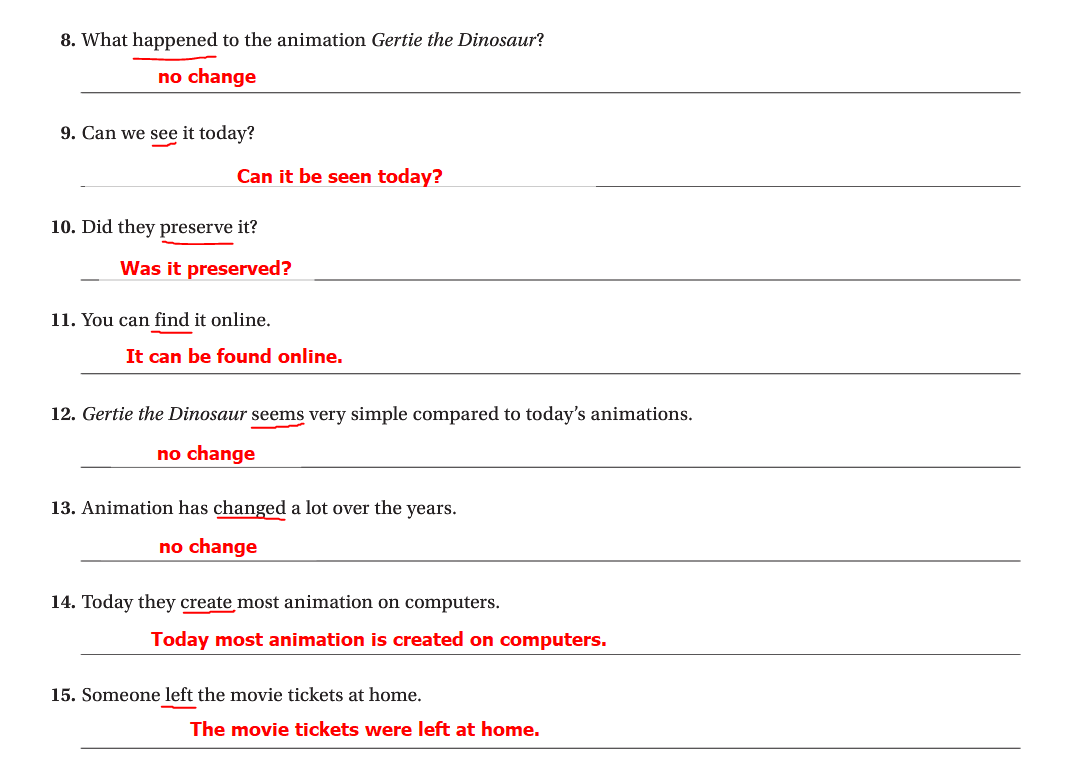 8. What happened to the animation Gertie the Dinosaur?
no change
9. Can we see it today?
Can it be seen today?
10. Did they preserve it?
Was it preserved?
11. You can find it online.
It can be found online.
12. Gertie the Dinosaur seems very simple compared to today’s animations.
no change
13. Animation has changed a lot over the years.
no change
14. Today they create most animation on computers.
Today most animation is created on computers.
15. Someone left the movie tickets at home.
The movie tickets were left at home.